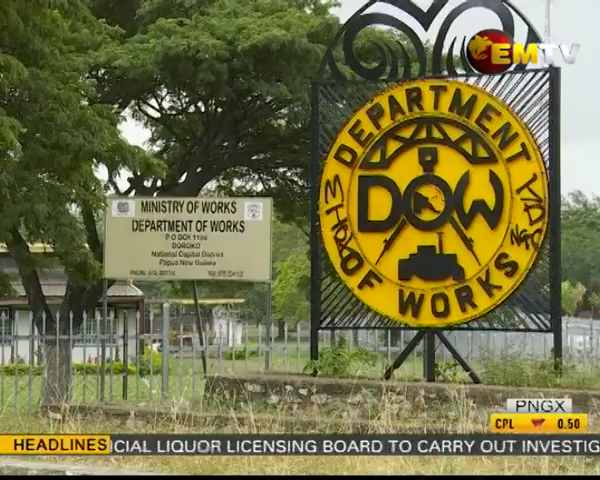 EMTV
MINISTRY OF WORKS
DEPARTMENT OF WORKS
P O BOX 1108
BOROKO
National Capital District
Papua New Guinea
DEPARTMENT
DOW
OF WORKS
PNGX
CPL 0.50
HEADLINES CIAL LIQUOR LICENSING BOARD TO CARRY OUT INVESTIG